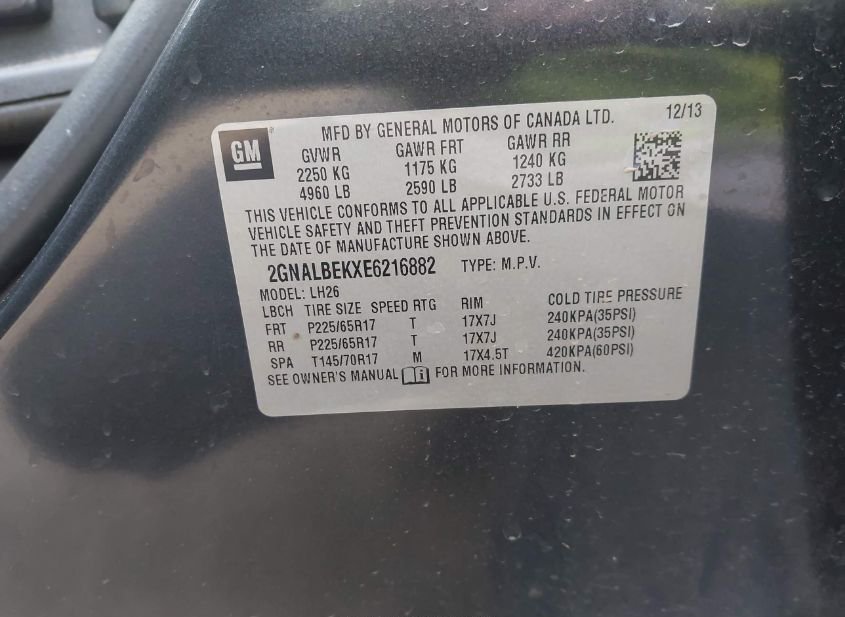 GM
MFD BY GENERAL MOTORS OF CANADA LTD. 12/13
GVWR GAWR FRT GAWR RR
2250 KG 1175 KG 1240 KG
4960 LB 2590 LB 2733 LB
THIS VEHICLE CONFORMS TO ALL APPLICABLE U.S. FEDERAL MOTOR
VEHICLE SAFETY AND THEFT PREVENTION STANDARDS IN EFFECT ON
THE DATE OF MANUFACTURE SHOWN ABOVE.
2GNALBEKXE6216882 TYPE: M.P.V.
MODEL: LH26
LBCH TIRE SIZE SPEED RTG RIM COLD TIRE PRESSURE
FRT P225/65R17 T 17X7J 240KPA(35PSI)
RR P225/65R17 T 17X7J 240KPA(35PSI)
SPA T145/70R17 M 17X4.5T 420KPA(60PSI)
SEE OWNER'S MANUAL FOR MORE INFORMATION.